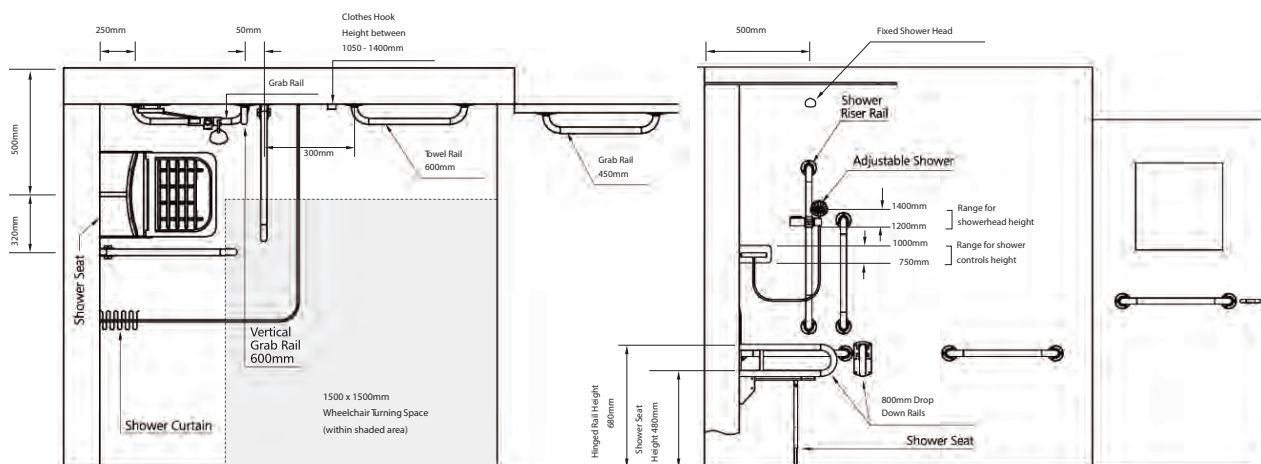 250mm
50mm
Clothes Hook
Height between
1050 - 1400mm
Grab Rail
500mm
320mm
300mm
Towel Rail
600mm
Grab Rail
450mm
Shower Seat
Vertical
Grab Rail
600mm
1500 x 1500mm
Wheelchair Turning Space
(within shaded area)
Shower Curtain
500mm
Fixed Shower Head
Shower
Riser Rail
Adjustable Shower
1400mm
1200mm
Range for
showerhead height
1000mm
750mm
Range for shower
controls height
Hinged Rail Height
680mm
Shower Seat
Height 480mm
800mm Drop
Down Rails
Shower Seat